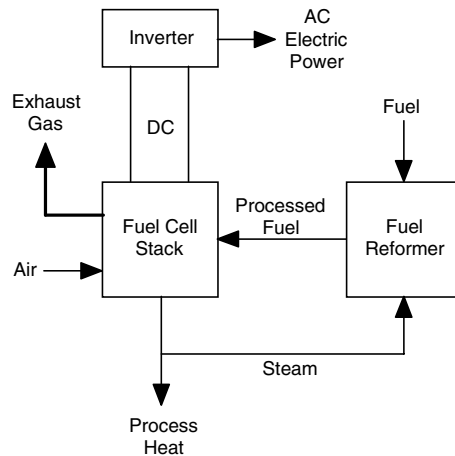 Inverter
AC
Electric
Power
Exhaust
Gas
DC
Fuel
Fuel Cell
Stack
Processed
Fuel
Fuel
Reformer
Air
Steam
Process
Heat